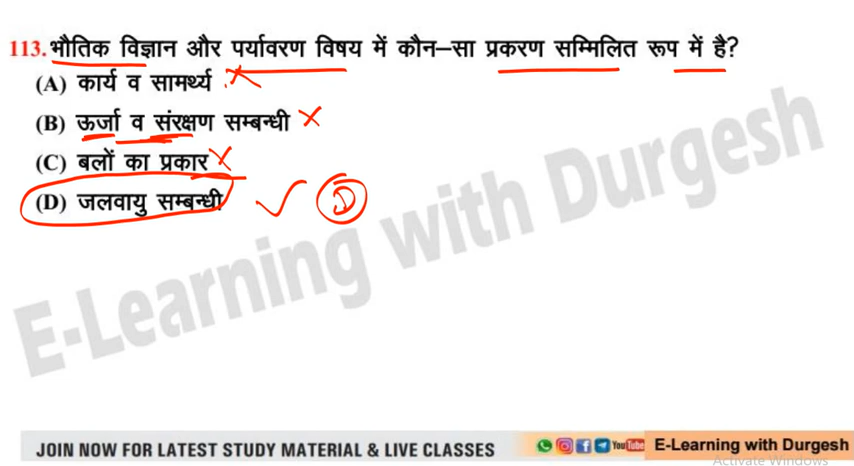 113. भौतिक विज्ञान और पर्यावरण विषय में कौन–सा प्रकरण सम्मिलित रूप में है?
(A) कार्य व सामर्थ्य
(B) ऊर्जा व संरक्षण सम्बन्धी
(C) बलों का प्रकार
(D) जलवायु सम्बन्धी
D
E-Learning with Durgesh
JOIN NOW FOR LATEST STUDY MATERIAL & LIVE CLASSES
YouTube
E-Learning with Durgesh
Activate Windows